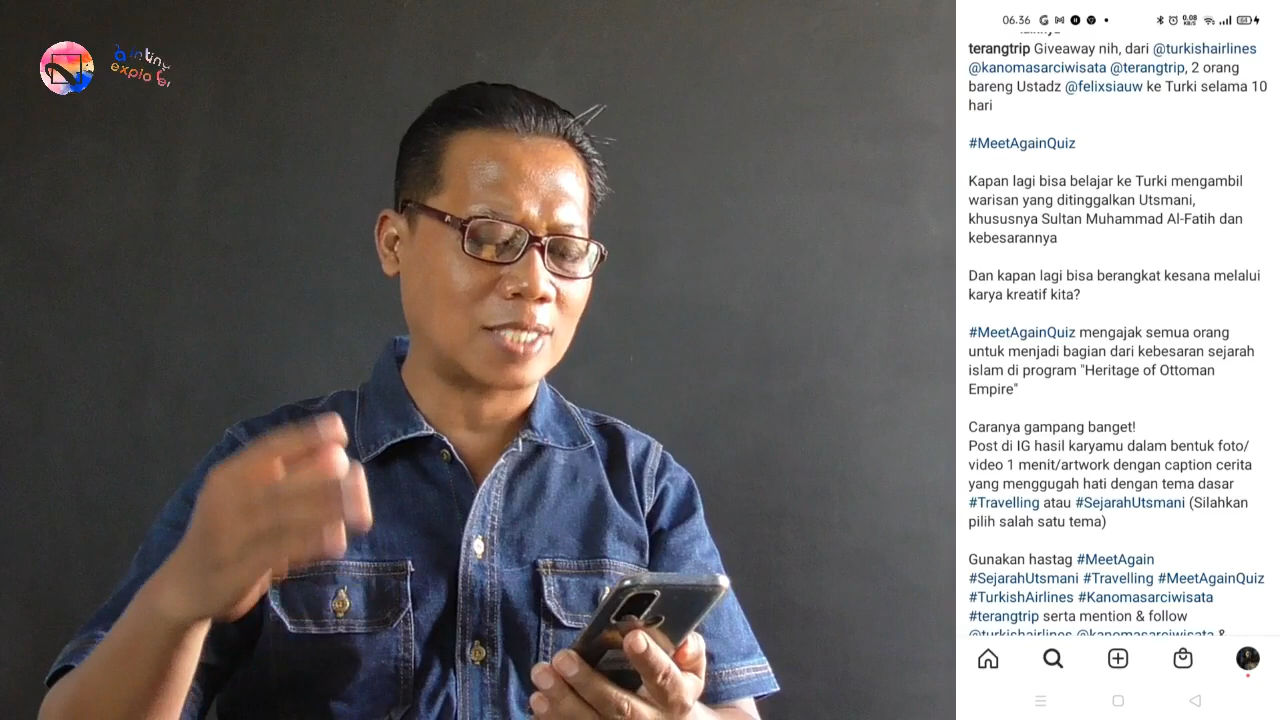 06.36
0.08
KB/S
terangtrip Giveaway nih, dari @turkishairlines
@kanomasarciwisata @terangtrip, 2 orang
bareng Ustadz @felixsiauw ke Turki selama 10
hari
#MeetAgainQuiz
Kapan lagi bisa belajar ke Turki mengambil
warisan yang ditinggalkan Utsmani,
khususnya Sultan Muhammad Al-Fatih dan
kebesarannya
Dan kapan lagi bisa berangkat kesana melalui
karya kreatif kita?
#MeetAgainQuiz mengajak semua orang
untuk menjadi bagian dari kebesaran sejarah
islam di program "Heritage of Ottoman
Empire"
Caranya gampang banget!
Post di IG hasil karyamu dalam bentuk foto/
video 1 menit/artwork dengan caption cerita
yang menggugah hati dengan tema dasar
#Travelling atau #SejarahUtsmani (Silahkan
pilih salah satu tema)
Gunakan hastag #MeetAgain
#SejarahUtsmani #Travelling #MeetAgainQuiz
#TurkishAirlines #Kanomasarciwisata
#terangtrip serta mention & follow
@turkishairlines @kanomasarciwisata &